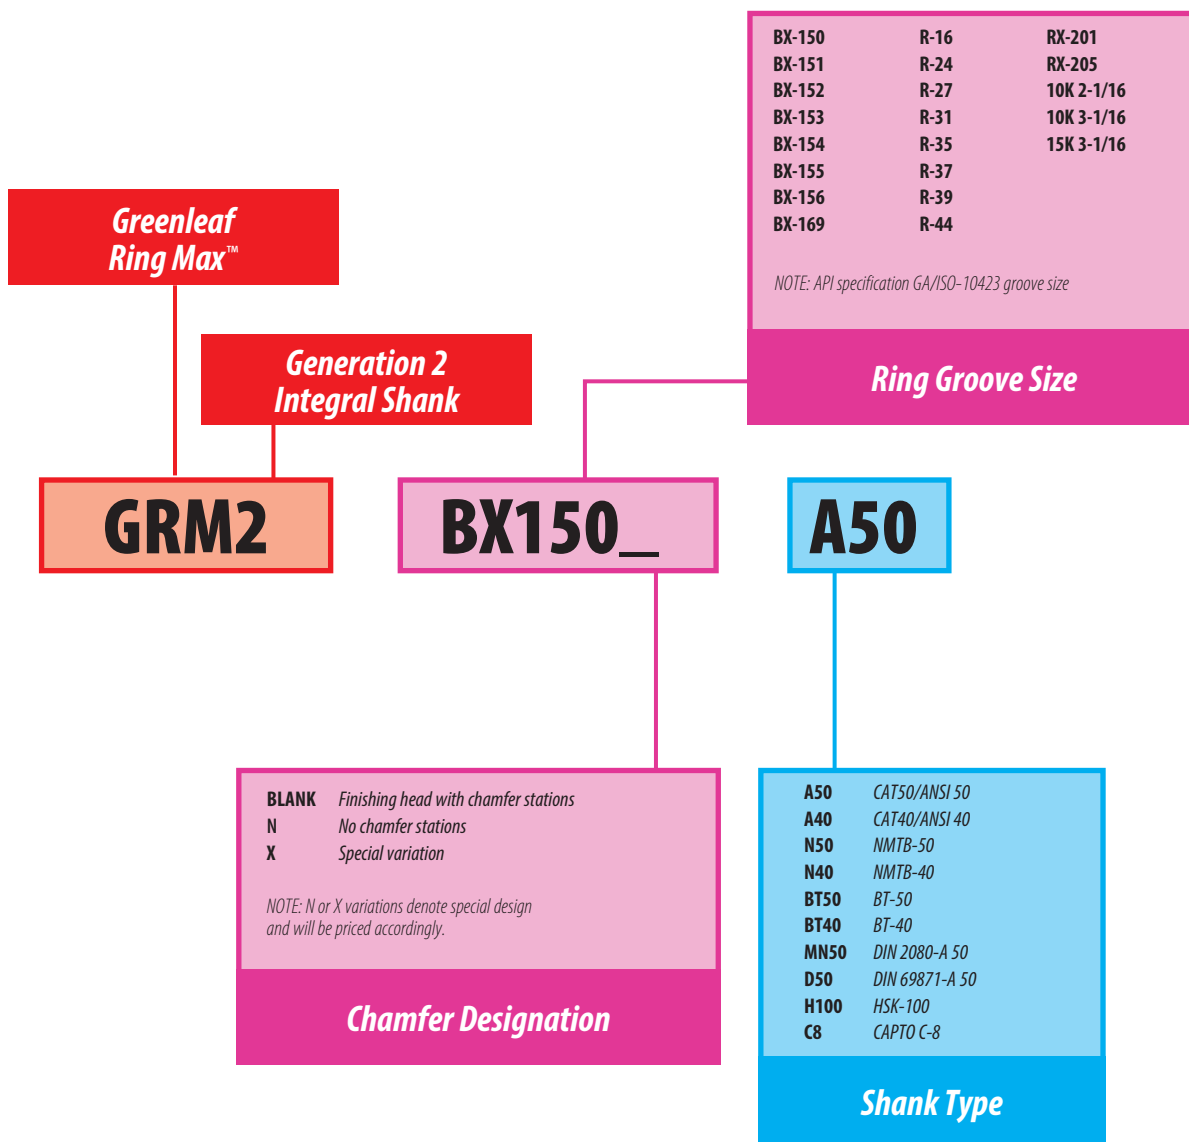 BX-150 R-16 RX-201
BX-151 R-24 RX-205
BX-152 R-27 10K 2-1/16
BX-153 R-31 10K 3-1/16
BX-154 R-35 15K 3-1/16
BX-155 R-37
BX-156 R-39
BX-169 R-44
NOTE: API specification GA/ISO-10423 groove size
Ring Groove Size
Greenleaf
Ring Max™
Generation 2
Integral Shank
GRM2 BX150_ A50
BLANK Finishing head with chamfer stations
N No chamfer stations
X Special variation
NOTE: N or X variations denote special design
and will be priced accordingly.
Chamfer Designation
A50 CAT50/ANSI 50
A40 CAT40/ANSI 40
N50 NMTB-50
N40 NMTB-40
BT50 BT-50
BT40 BT-40
MN50 DIN 2080-A 50
D50 DIN 69871-A 50
H100 HSK-100
C8 CAPTO C-8
Shank Type